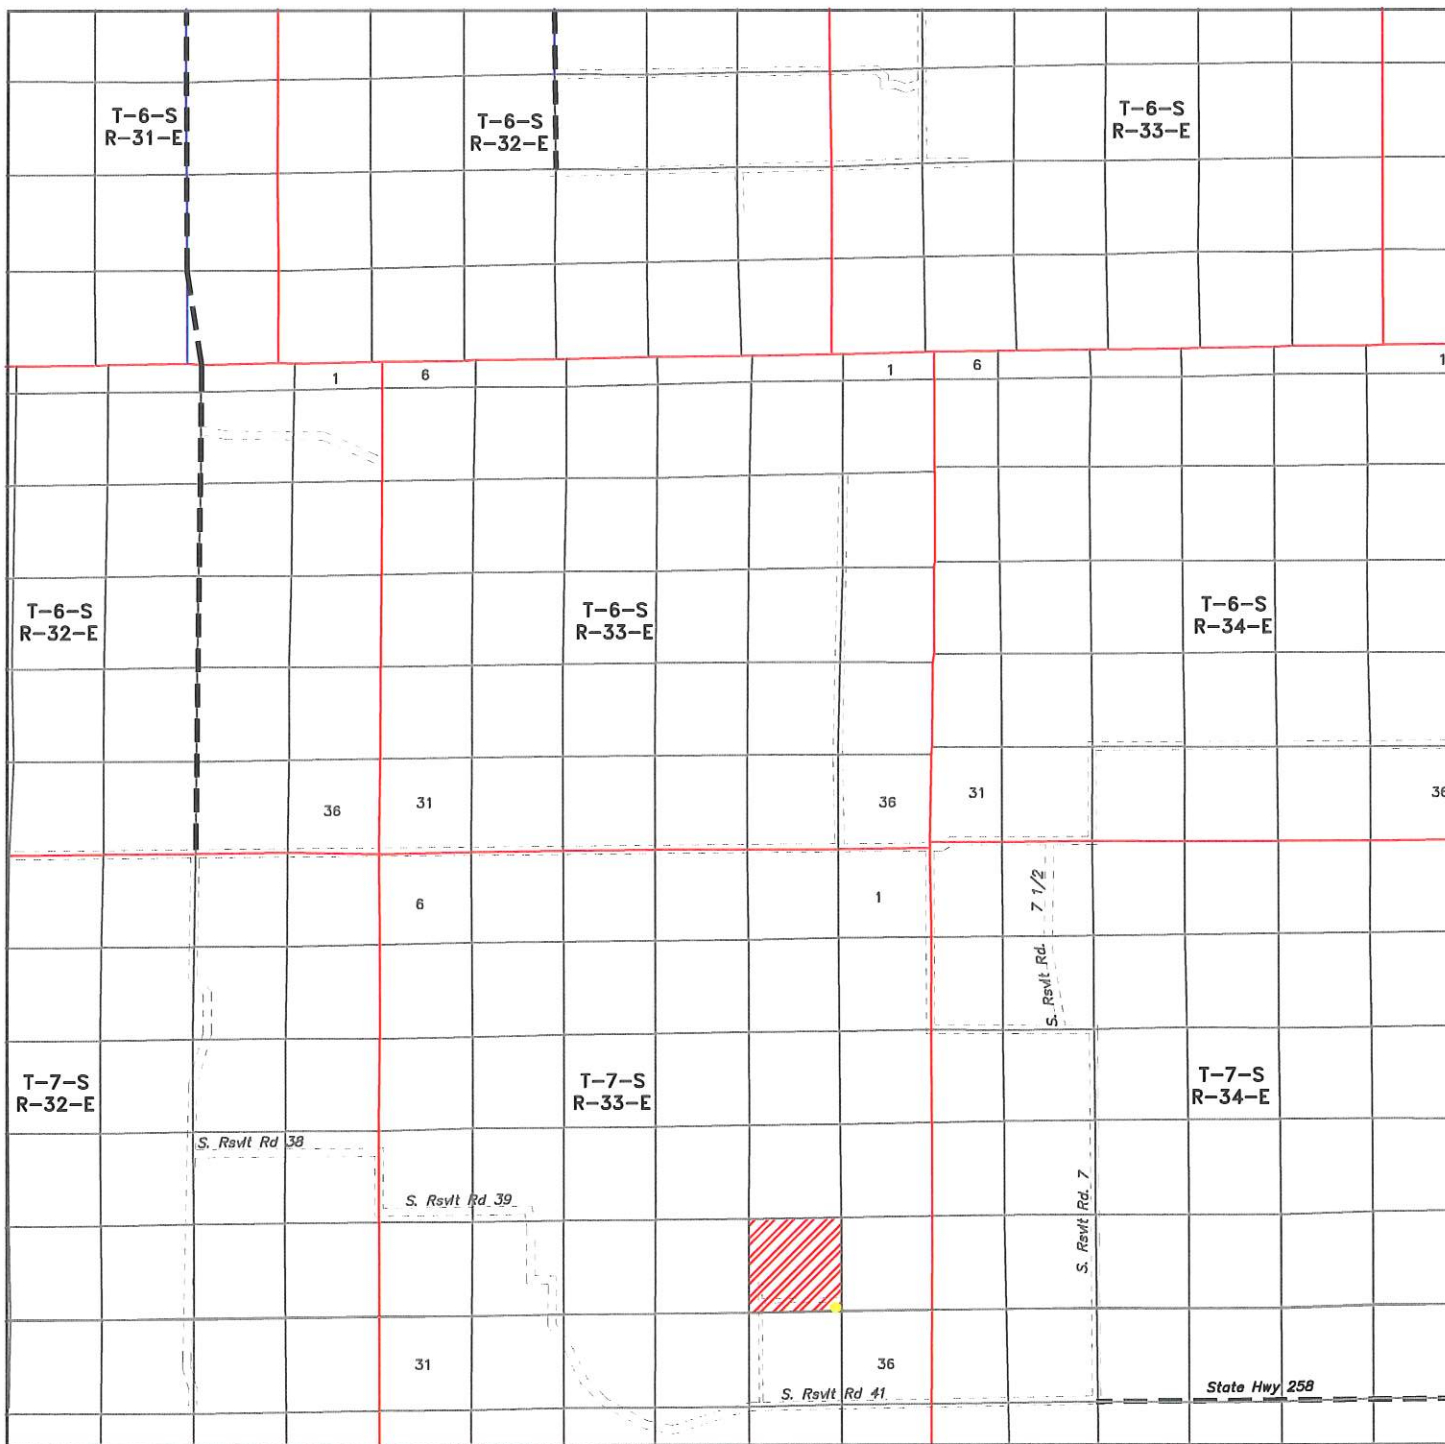 T-6-S
R-31-E
T-6-S
R-32-E
T-6-S
R-33-E
1
6
1
6
1
T-6-S
R-32-E
T-6-S
R-33-E
T-6-S
R-34-E
36
31
36
31
36
6
1
S. Rsvlt Rd. 7 1/2
T-7-S
R-32-E
T-7-S
R-33-E
T-7-S
R-34-E
S. Rsvlt Rd 38
S. Rsvlt Rd 39
S. Rsvlt Rd. 7
31
36
S. Rsvlt Rd 41
State Hwy 258